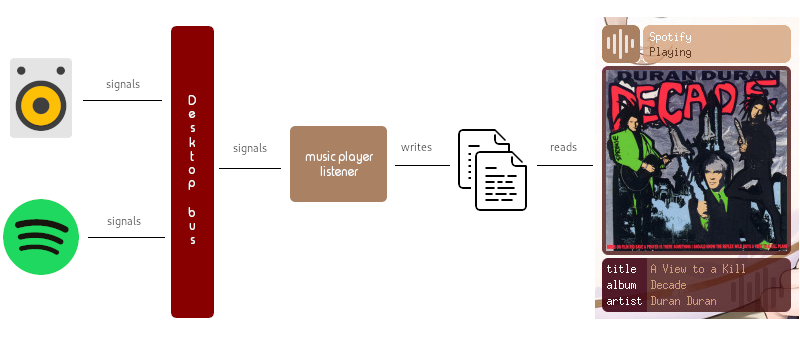 signals
signals
Desktop bus
signals
music player
listener
writes
reads
Spotify
Playing
DURAN DURAN
DECADE
title A View to a Kill
album Decade
artist Duran Duran